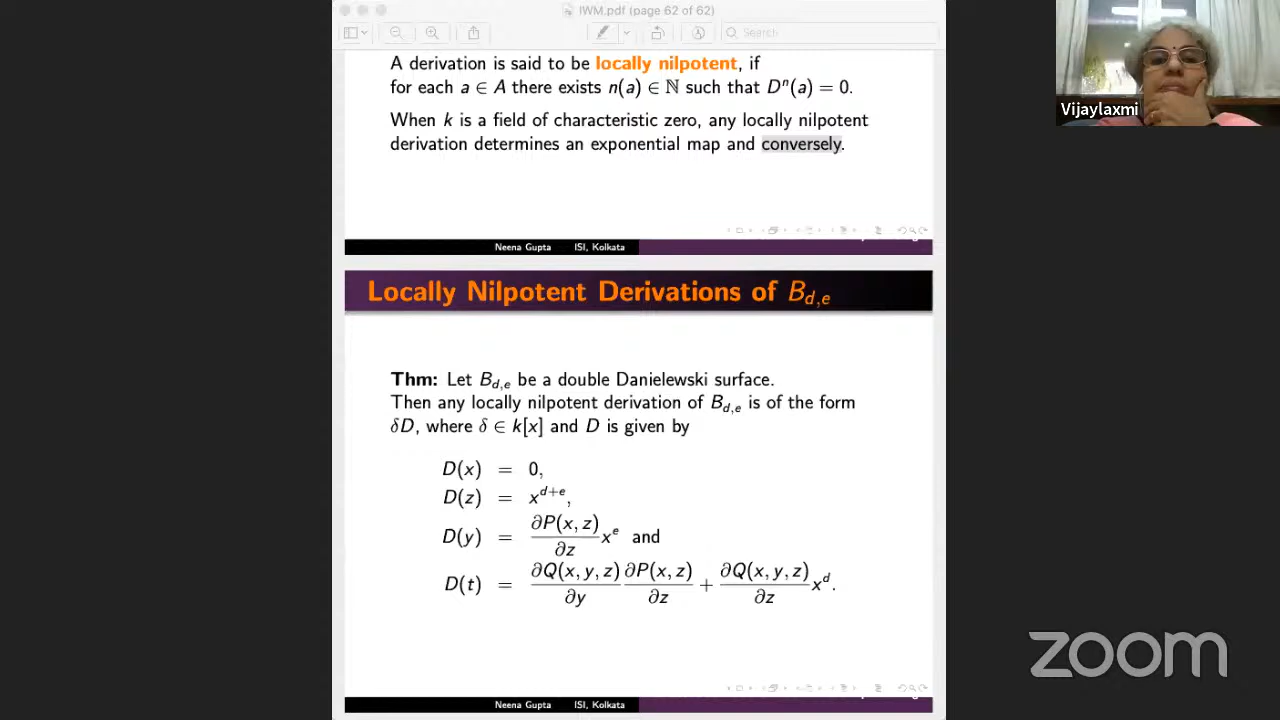 IWM.pdf (page 62 of 62)
Search
A derivation is said to be locally nilpotent, if
for each a ∈ A there exists n(a) ∈ ℕ such that Dⁿ(a) = 0.
When k is a field of characteristic zero, any locally nilpotent
derivation determines an exponential map and conversely.
Vijaylaxmi
Neena Gupta ISI, Kolkata
Locally Nilpotent Derivations of B_{d,e}
Thm: Let B_{d,e} be a double Danielewski surface.
Then any locally nilpotent derivation of B_{d,e} is of the form
δD, where δ ∈ k[x] and D is given by
D(x) = 0,
D(z) = x^{d+e},
D(y) = ∂P(x, z)/∂z x^e and
D(t) = ∂Q(x, y, z)/∂y ∂P(x, z)/∂z + ∂Q(x, y, z)/∂z x^d.
Neena Gupta ISI, Kolkata
zoom